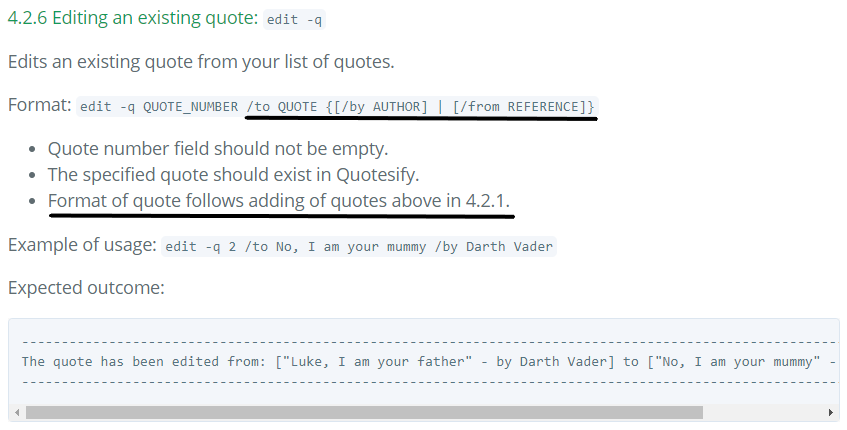 4.2.6 Editing an existing quote: edit -q
Edits an existing quote from your list of quotes.
Format: edit -q QUOTE_NUMBER /to QUOTE {[/by AUTHOR] | [/from REFERENCE]}
• Quote number field should not be empty.
• The specified quote should exist in Quotesify.
• Format of quote follows adding of quotes above in 4.2.1.
Example of usage: edit -q 2 /to No, I am your mummy /by Darth Vader
Expected outcome:
The quote has been edited from: ["Luke, I am your father" - by Darth Vader] to ["No, I am your mummy" -